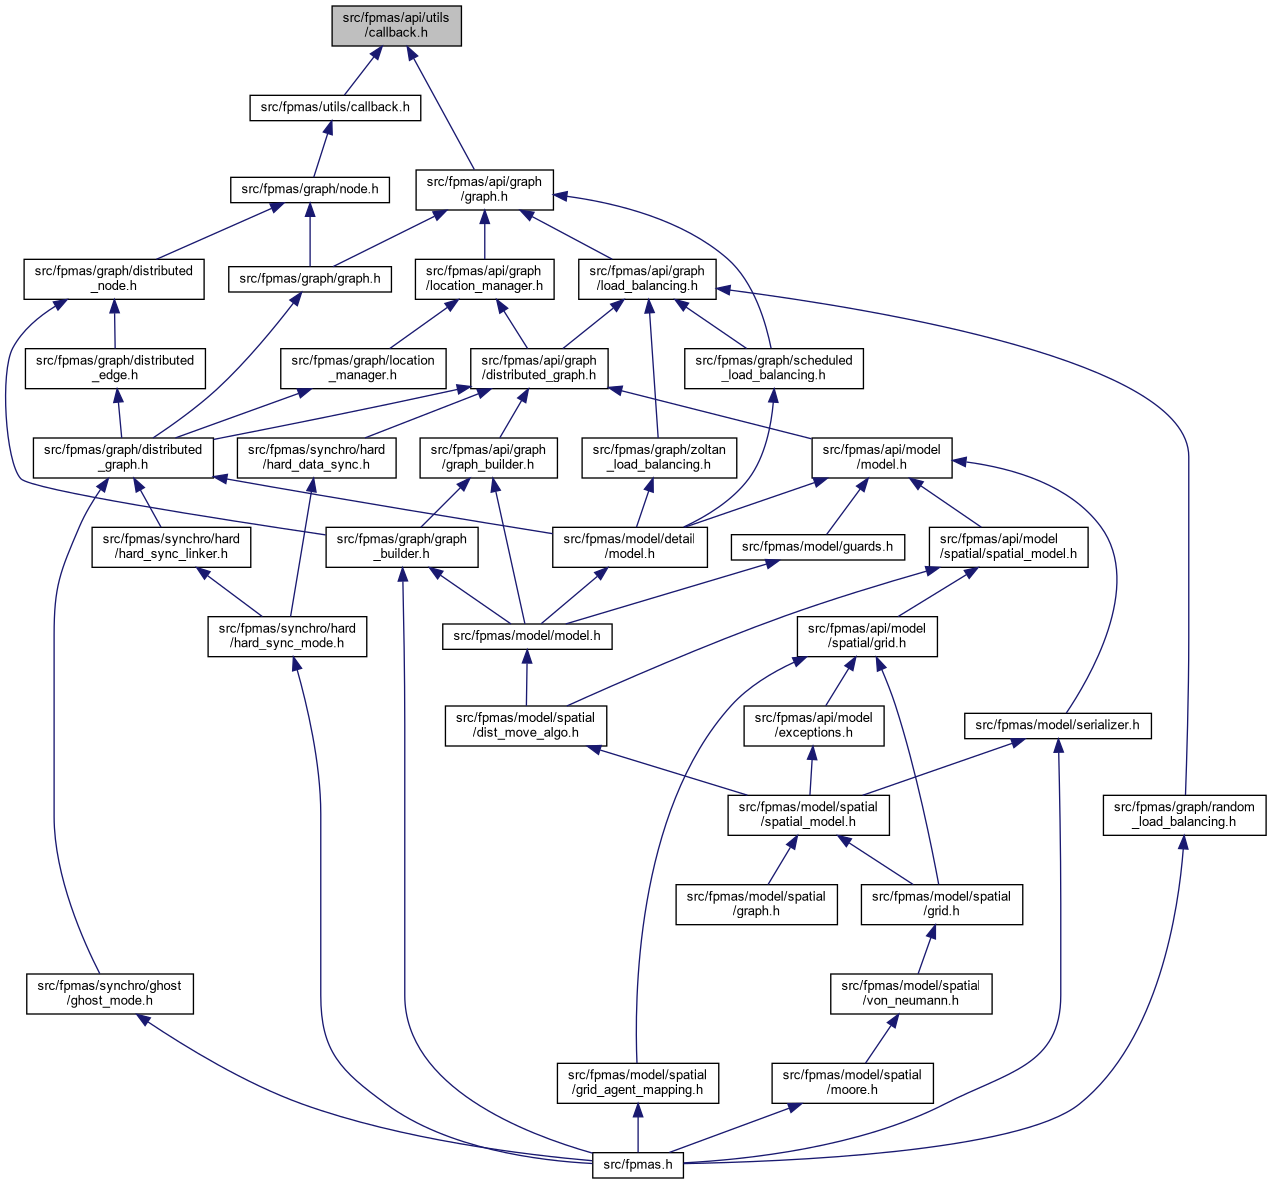 src/fpmas/api/utils
/callback.h
src/fpmas/utils/callback.h
src/fpmas/graph/node.h
src/fpmas/api/graph
/graph.h
src/fpmas/graph/distributed
_node.h
src/fpmas/graph/graph.h
src/fpmas/api/graph
/location_manager.h
src/fpmas/api/graph
/load_balancing.h
src/fpmas/graph/distributed
_edge.h
src/fpmas/graph/location
_manager.h
src/fpmas/api/graph
/distributed_graph.h
src/fpmas/graph/scheduled
_load_balancing.h
src/fpmas/graph/distributed
_graph.h
src/fpmas/synchro/hard
/hard_data_sync.h
src/fpmas/api/graph
/graph_builder.h
src/fpmas/graph/zoltan
_load_balancing.h
src/fpmas/api/model
/model.h
src/fpmas/synchro/hard
/hard_sync_linker.h
src/fpmas/graph/graph
_builder.h
src/fpmas/model/detail
/model.h
src/fpmas/model/guards.h
src/fpmas/api/model
/spatial/spatial_model.h
src/fpmas/synchro/hard
/hard_sync_mode.h
src/fpmas/model/model.h
src/fpmas/api/model
/spatial/grid.h
src/fpmas/model/spatial
/dist_move_algo.h
src/fpmas/api/model
/exceptions.h
src/fpmas/model/serializer.h
src/fpmas/model/spatial
/spatial_model.h
src/fpmas/graph/random
_load_balancing.h
src/fpmas/model/spatial
/graph.h
src/fpmas/model/spatial
/grid.h
src/fpmas/synchro/ghost
/ghost_mode.h
src/fpmas/model/spatial
/von_neumann.h
src/fpmas/model/spatial
/grid_agent_mapping.h
src/fpmas/model/spatial
/moore.h
src/fpmas.h